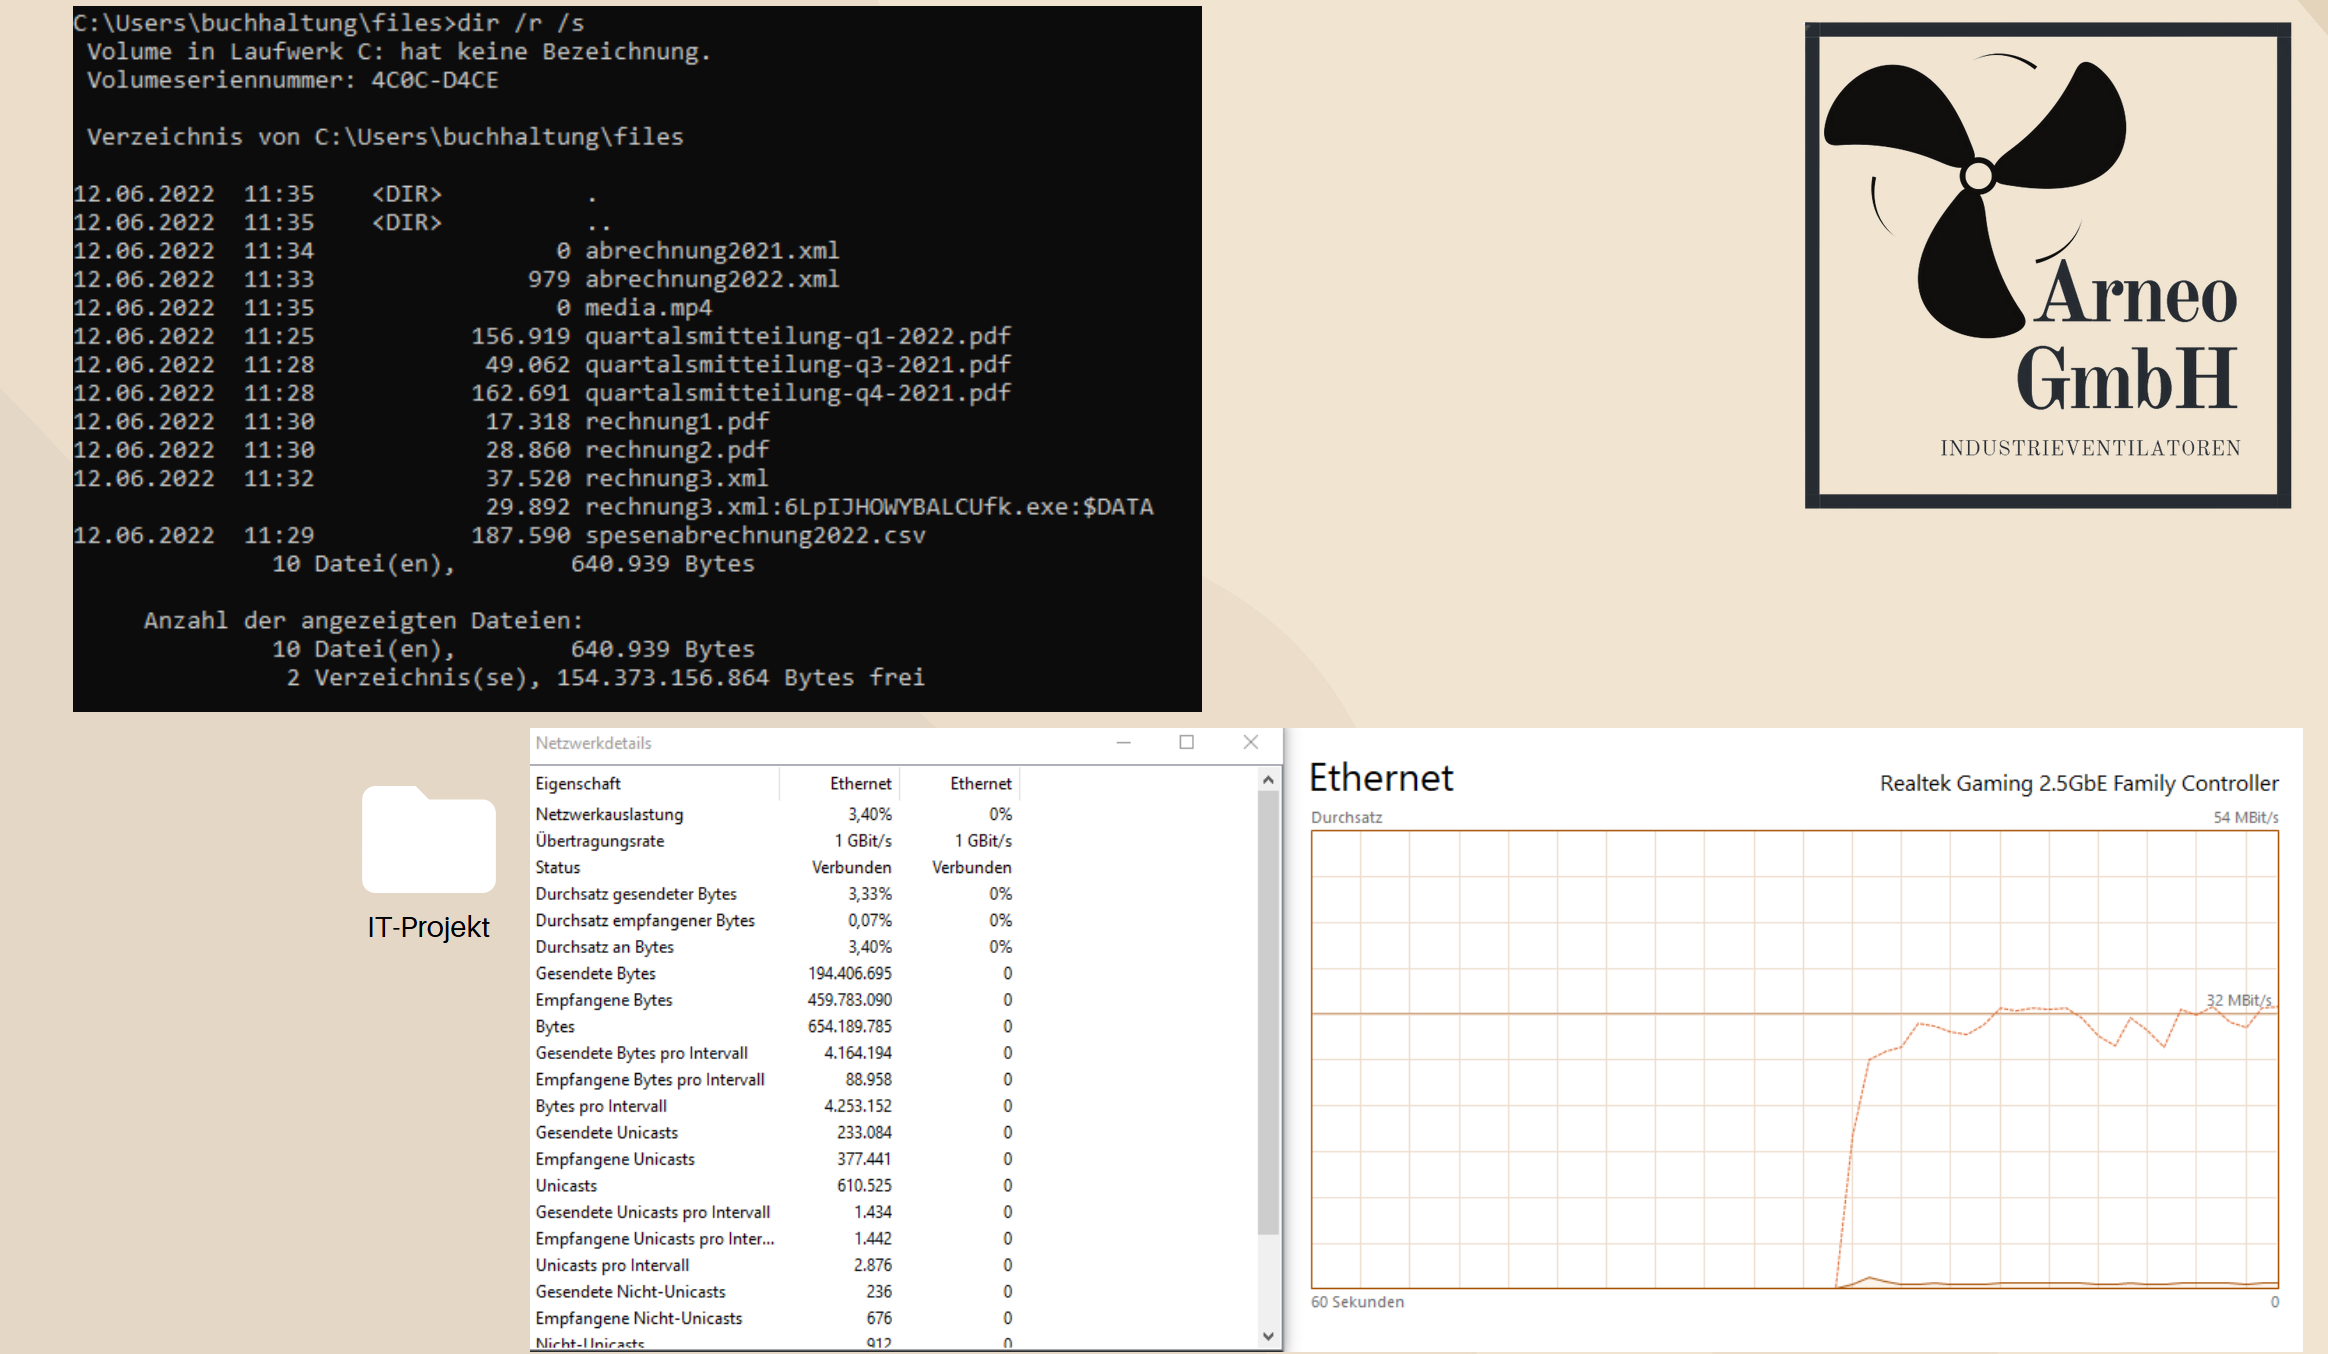 C:\Users\buchhaltung\files>dir /r /s
Volume in Laufwerk C: hat keine Bezeichnung.
Volumeseriennummer: 4C0C-D4CE
Verzeichnis von C:\Users\buchhaltung\files
12.06.2022 11:35 <DIR> .
12.06.2022 11:35 <DIR> ..
12.06.2022 11:34 0 abrechnung2021.xml
12.06.2022 11:33 979 abrechnung2022.xml
12.06.2022 11:35 0 media.mp4
12.06.2022 11:25 156.919 quartalsmitteilung-q1-2022.pdf
12.06.2022 11:28 49.062 quartalsmitteilung-q3-2021.pdf
12.06.2022 11:28 162.691 quartalsmitteilung-q4-2021.pdf
12.06.2022 11:30 17.318 rechnung1.pdf
12.06.2022 11:30 28.860 rechnung2.pdf
12.06.2022 11:32 37.520 rechnung3.xml
29.892 rechnung3.xml:6LpIJHOWYBALCUfk.exe:$DATA
12.06.2022 11:29 187.590 spesenabrechnung2022.csv
10 Datei(en), 640.939 Bytes
Anzahl der angezeigten Dateien:
10 Datei(en), 640.939 Bytes
2 Verzeichnis(se), 154.373.156.864 Bytes frei
Arneo
GmbH
INDUSTRIEVENTILATOREN
IT-Projekt
Netzwerkdetails
Eigenschaft Ethernet Ethernet
Netzwerkauslastung 3,40% 0%
Übertragungsrate 1 GBit/s 1 GBit/s
Status Verbunden Verbunden
Durchsatz gesendeter Bytes 3,33% 0%
Durchsatz empfangener Bytes 0,07% 0%
Durchsatz an Bytes 3,40% 0%
Gesendete Bytes 194.406.695 0
Empfangene Bytes 459.783.090 0
Bytes 654.189.785 0
Gesendete Bytes pro Intervall 4.164.194 0
Empfangene Bytes pro Intervall 88.958 0
Bytes pro Intervall 4.253.152 0
Gesendete Unicasts 233.084 0
Empfangene Unicasts 377.441 0
Unicasts 610.525 0
Gesendete Unicasts pro Intervall 1.434 0
Empfangene Unicasts pro Inter... 1.442 0
Unicasts pro Intervall 2.876 0
Gesendete Nicht-Unicasts 236 0
Empfangene Nicht-Unicasts 676 0
Nicht-Unicasts 912 0
Ethernet
Realtek Gaming 2.5GbE Family Controller
Durchsatz 54 MBit/s
32 MBit/s
60 Sekunden 0